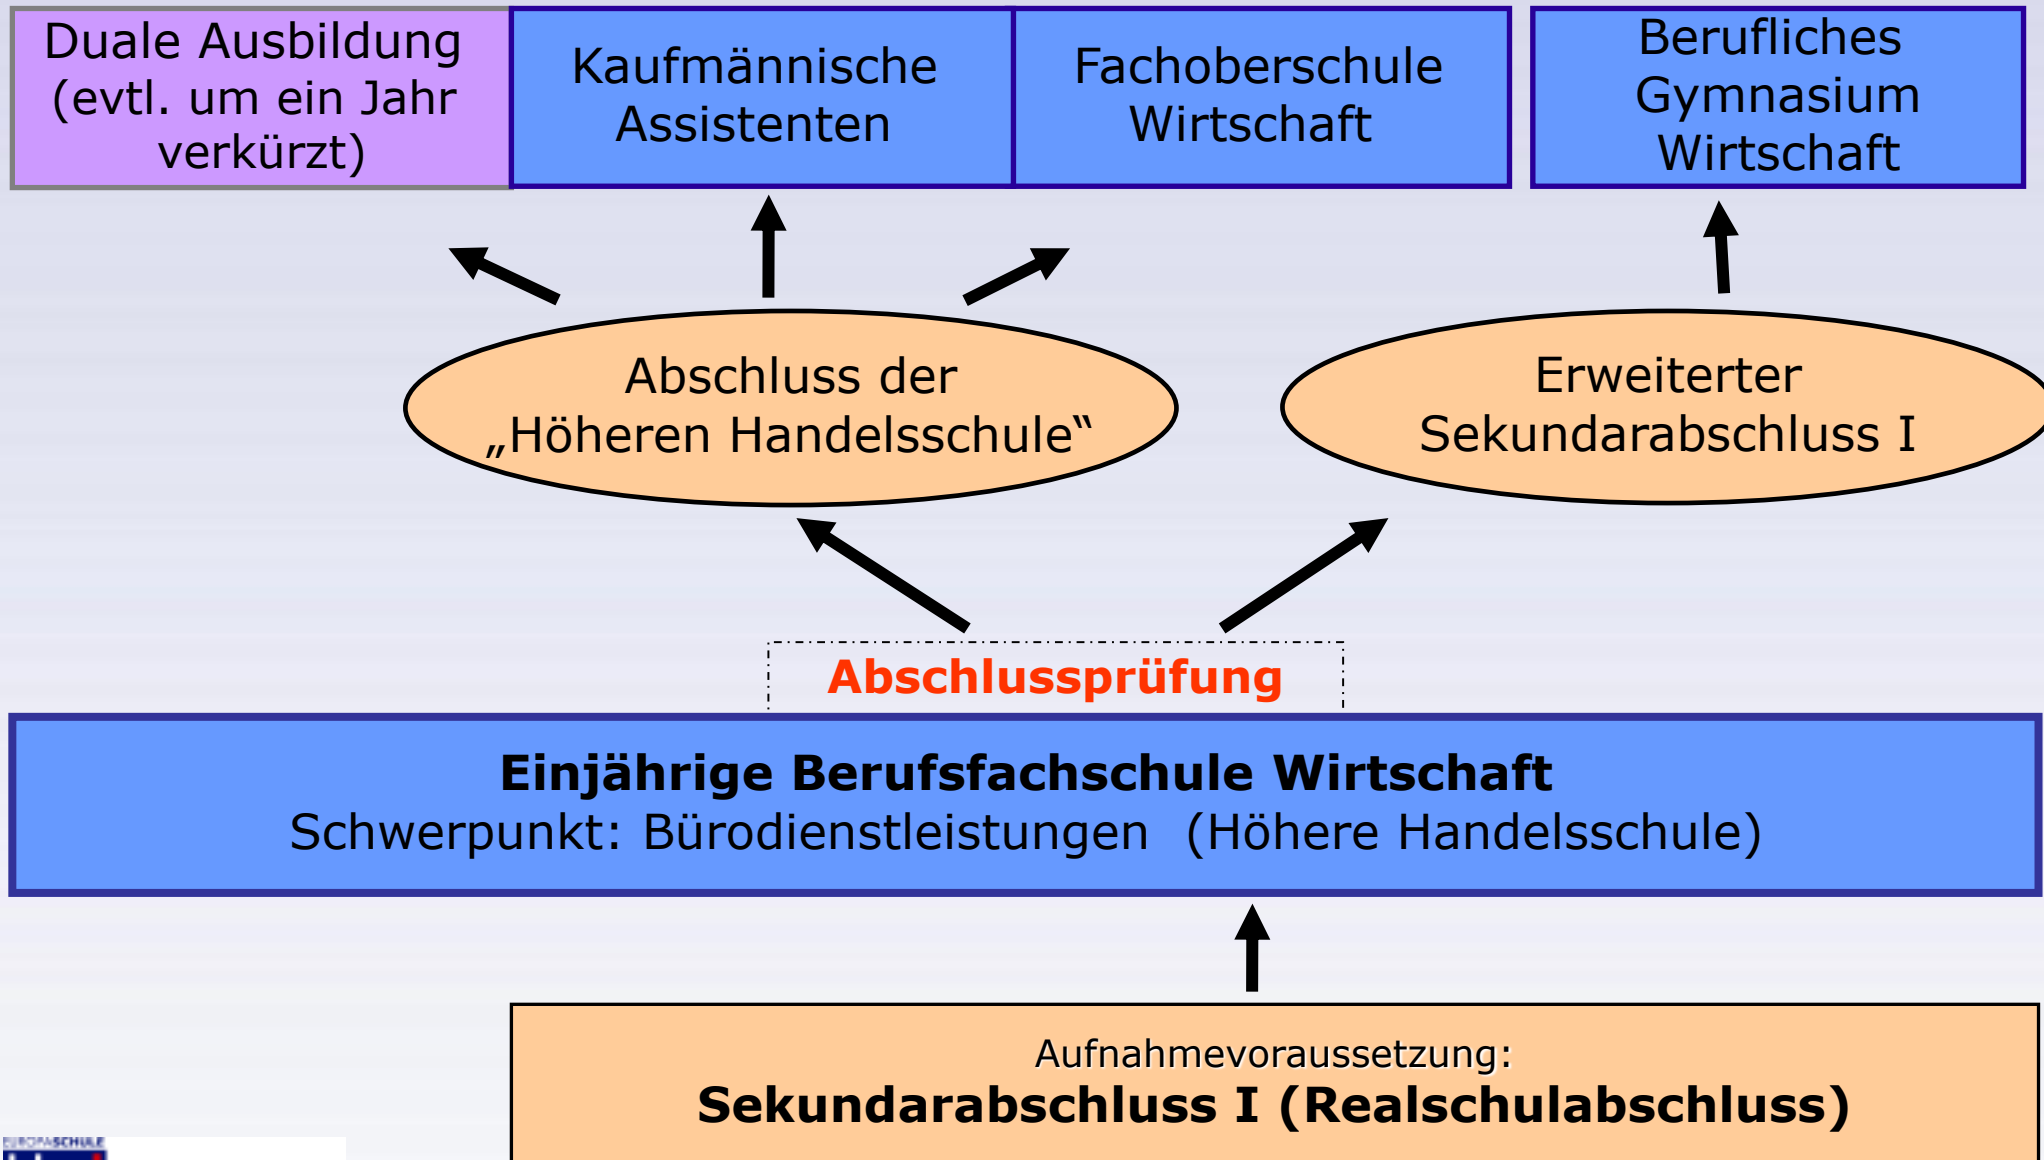 Duale Ausbildung
(evtl. um ein Jahr
verkürzt)
Kaufmännische
Assistenten
Fachoberschule
Wirtschaft
Berufliches
Gymnasium
Wirtschaft
Abschluss der
„Höheren Handelsschule“
Erweiterter
Sekundarabschluss I
Abschlussprüfung
Einjährige Berufsfachschule Wirtschaft
Schwerpunkt: Bürodienstleistungen (Höhere Handelsschule)
Aufnahmevoraussetzung:
Sekundarabschluss I (Realschulabschluss)
EUROPASCHULE